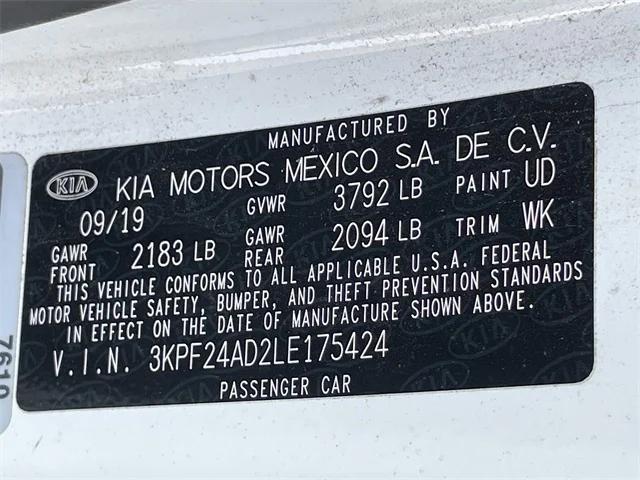 MANUFACTURED BY
KIA KIA MOTORS MEXICO S.A. DE C.V.
09/19 GVWR 3792 LB PAINT UD
GAWR FRONT 2183 LB GAWR REAR 2094 LB TRIM WK
THIS VEHICLE CONFORMS TO ALL APPLICABLE U.S.A. FEDERAL
MOTOR VEHICLE SAFETY, BUMPER, AND THEFT PREVENTION STANDARDS
IN EFFECT ON THE DATE OF MANUFACTURE SHOWN ABOVE.
V.I.N. 3KPF24AD2LE175424
PASSENGER CAR